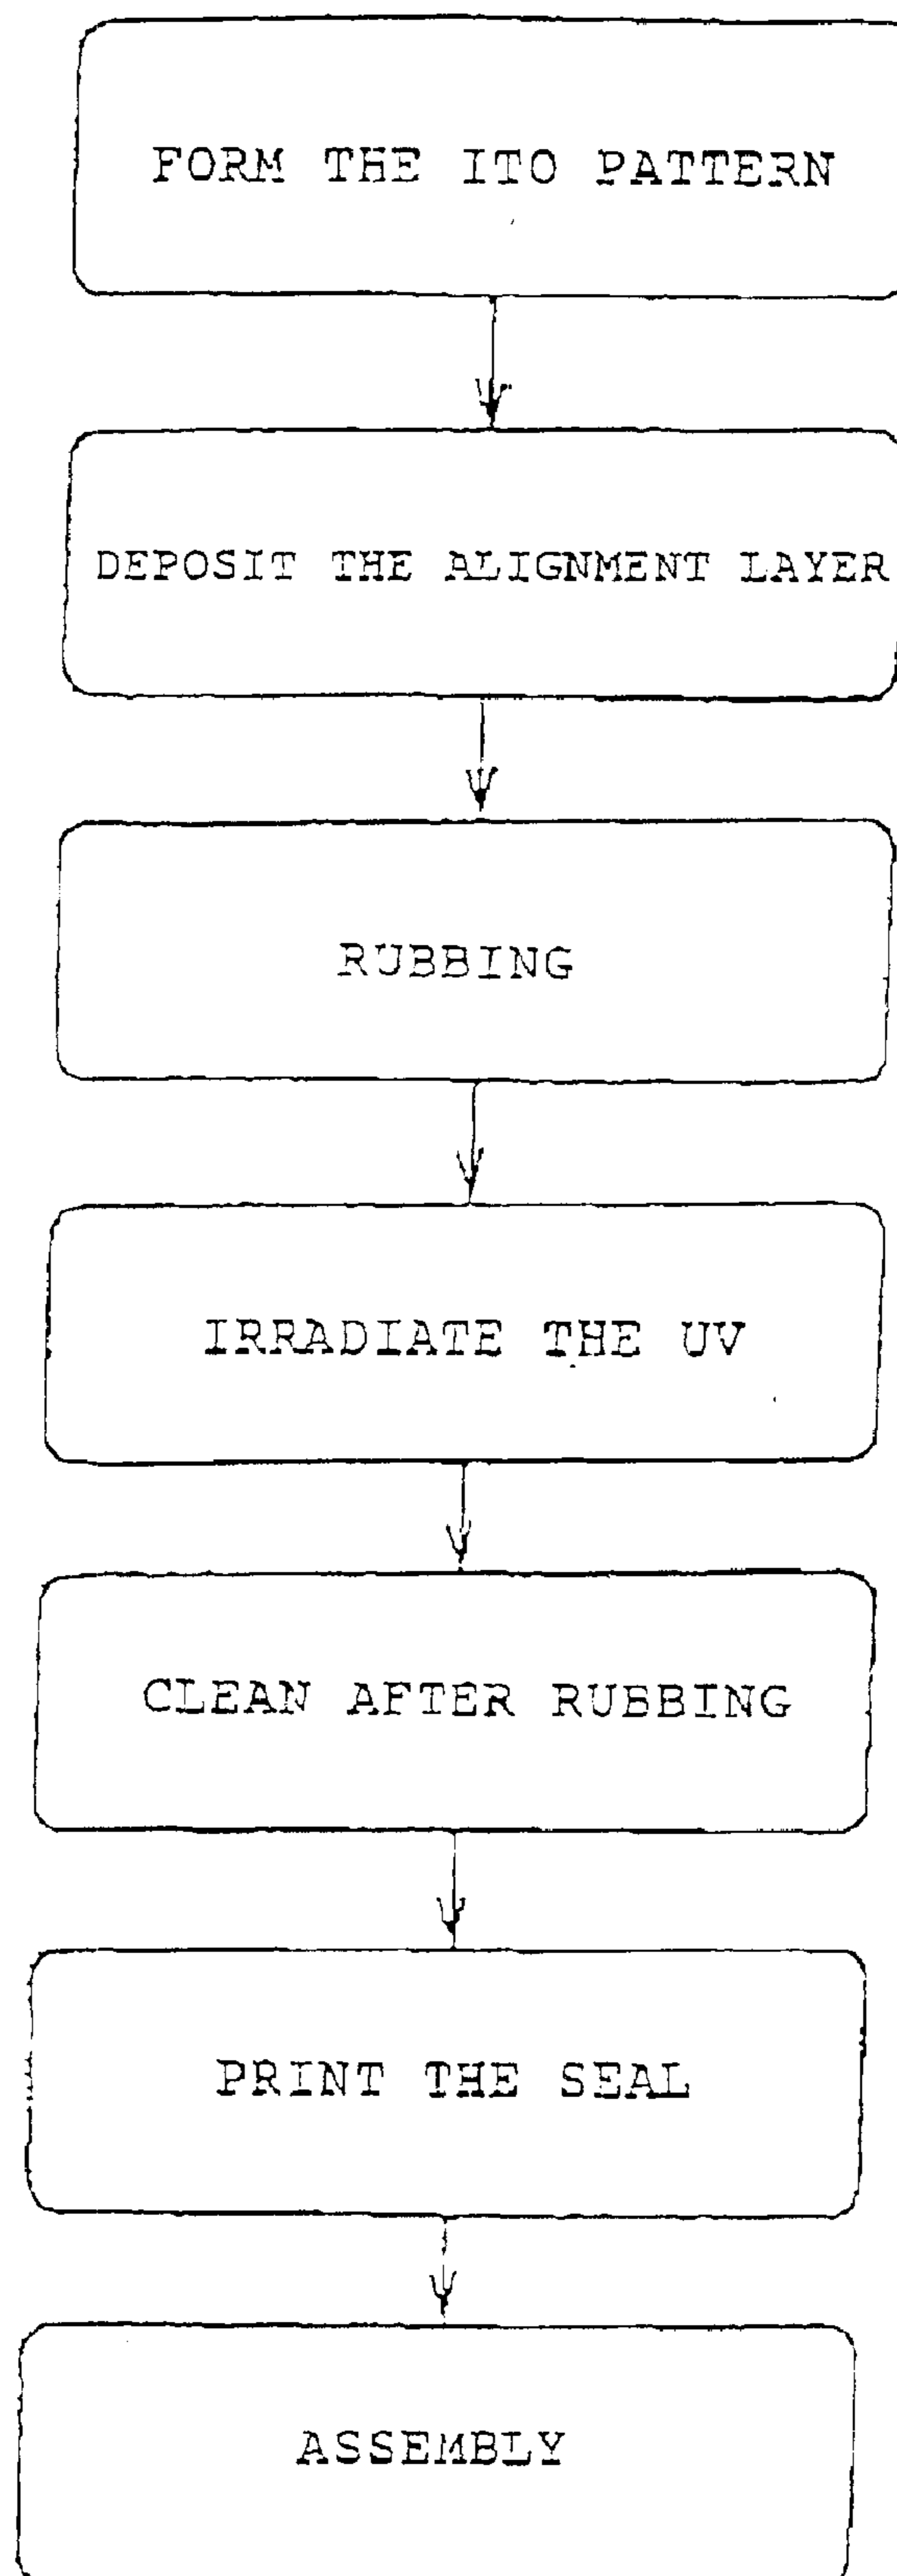 FORM THE ITO PATTERN
DEPOSIT THE ALIGNMENT LAYER
RUBBING
IRRADIATE THE UV
CLEAN AFTER RUBBING
PRINT THE SEAL
ASSEMBLY